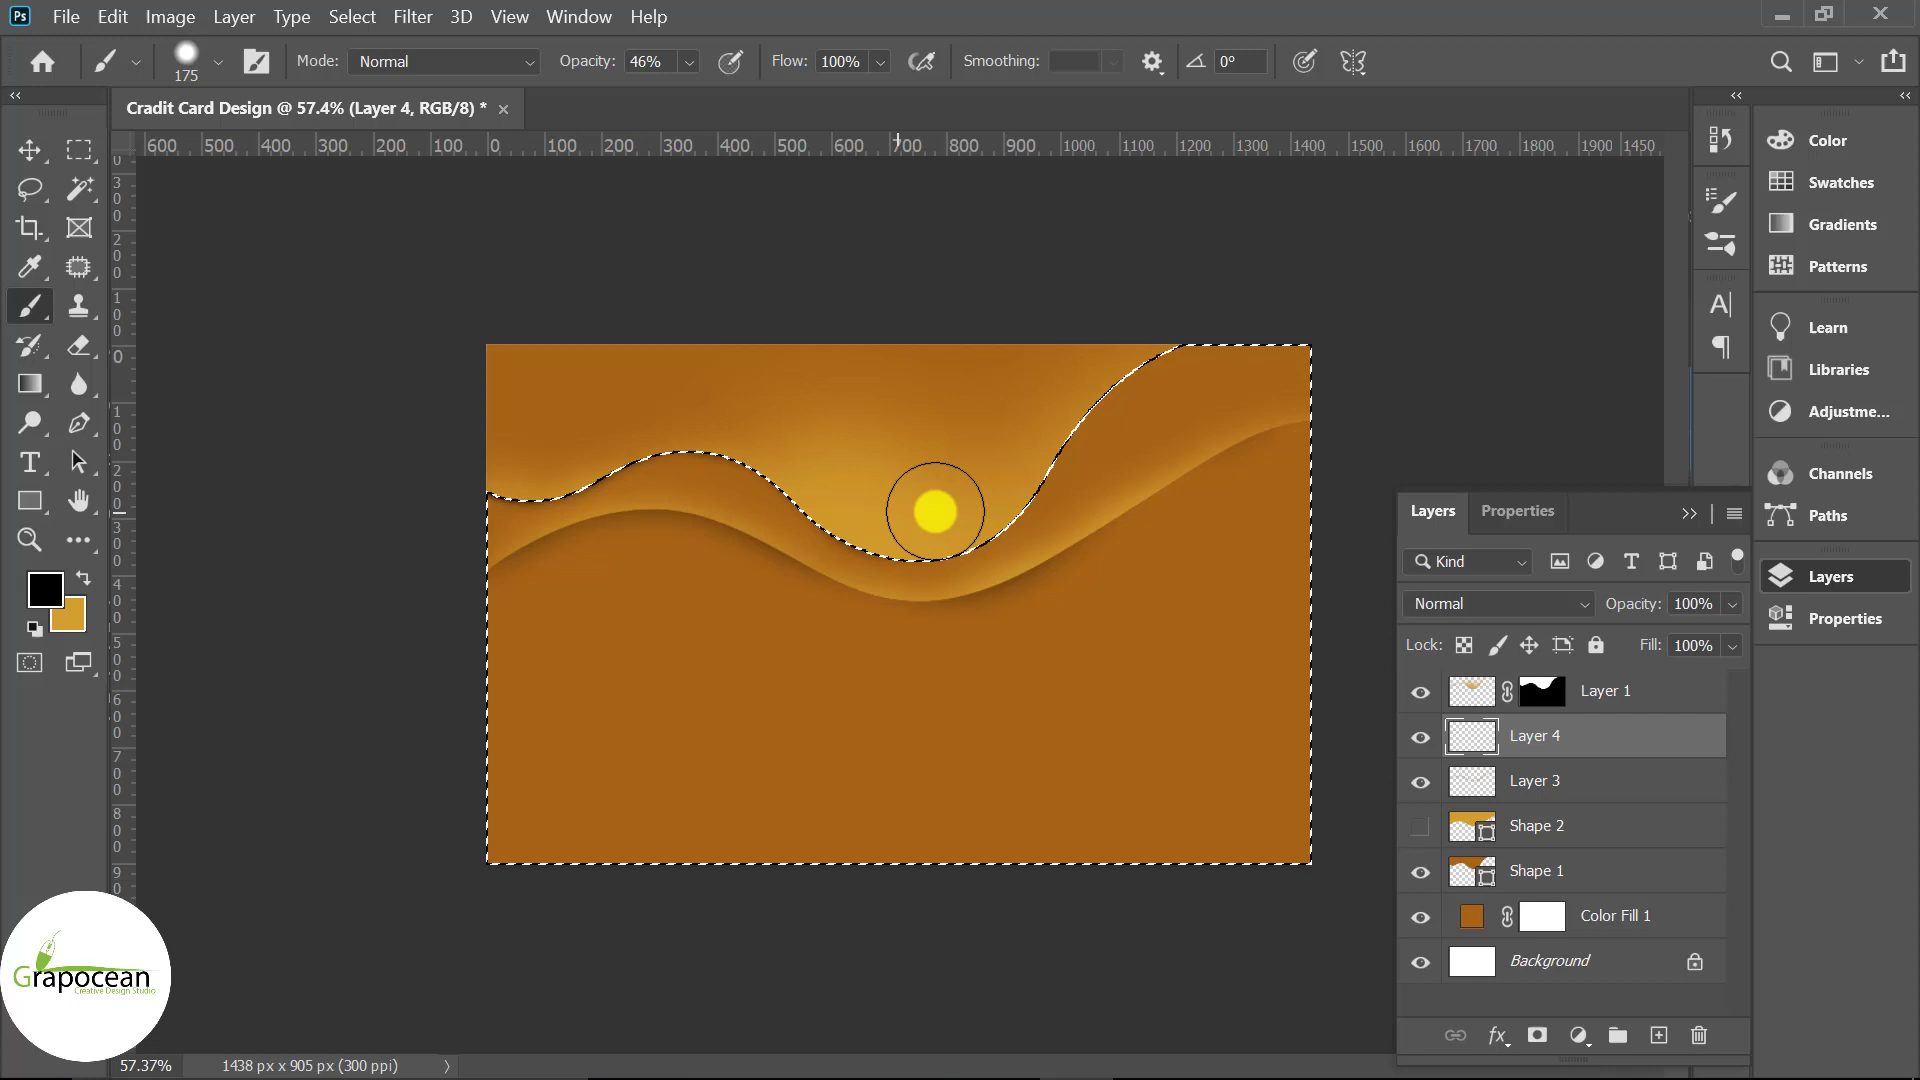 Ps File Edit Image Layer Type Select Filter 3D View Window Help
175 Mode: Normal Opacity: 46% Flow: 100% Smoothing: 0°
Cradit Card Design @ 57.4% (Layer 4, RGB/8) *
600 500 400 300 200 100 0 100 200 300 400 500 600 700 800 900 1000 1100 1200 1300 1400 1500 1600 1700 1800 1900 1450
0
300
200
100
0
100
200
300
400
500
600
700
800
90
Color
Swatches
Gradients
Patterns
Learn
Libraries
Adjustme...
Channels
Paths
Layers
Properties
Layers Properties
Kind
Normal Opacity: 100%
Lock: Fill: 100%
Layer 1
Layer 4
Layer 3
Shape 2
Shape 1
Color Fill 1
Background
fx
Grapocean
Creative Design Studio
57.37% 1438 px x 905 px (300 ppi)